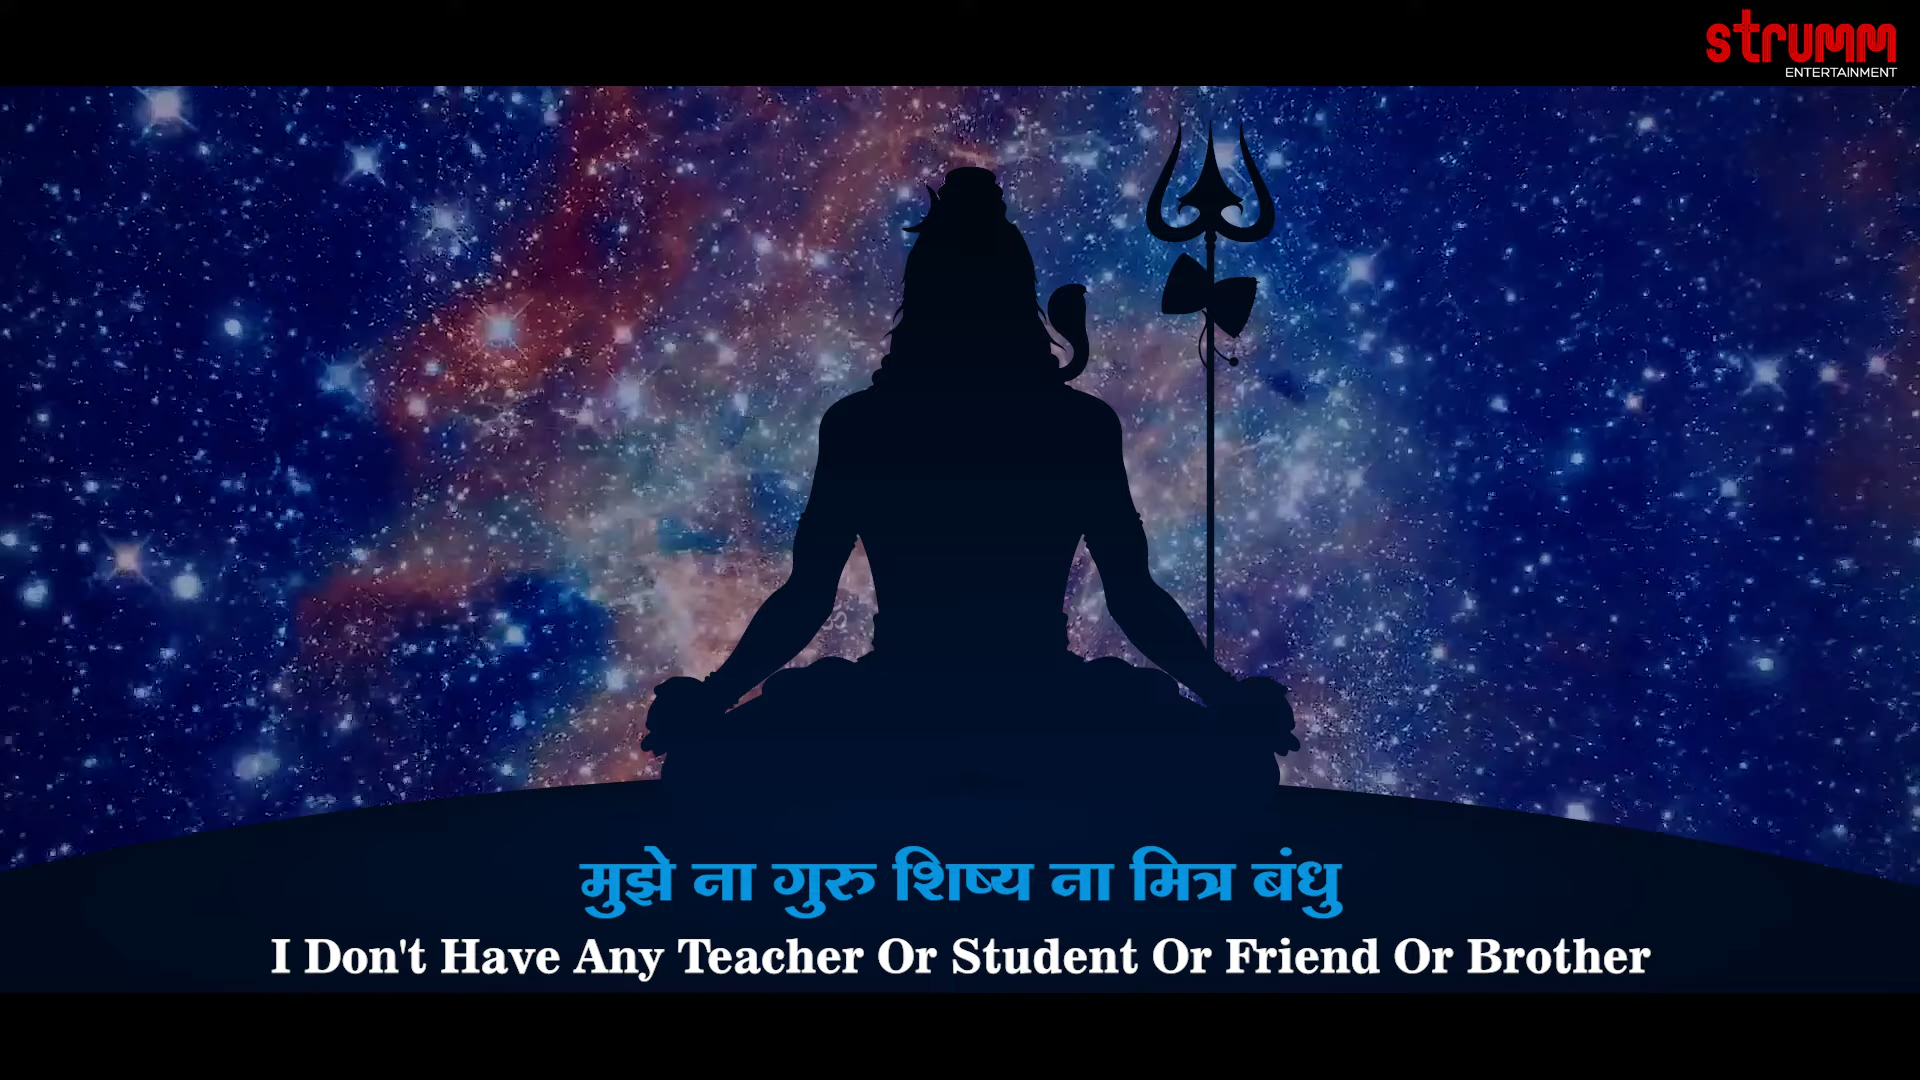 strumm
ENTERTAINMENT
मुझे ना गुरु शिष्य ना मित्र बंधु
I Don't Have Any Teacher Or Student Or Friend Or Brother